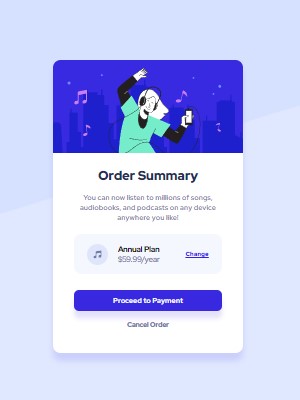 Order Summary
You can now listen to millions of songs,
audiobooks, and podcasts on any device
anywhere you like!
Annual Plan
$59.99/year
Change
Proceed to Payment
Cancel Order